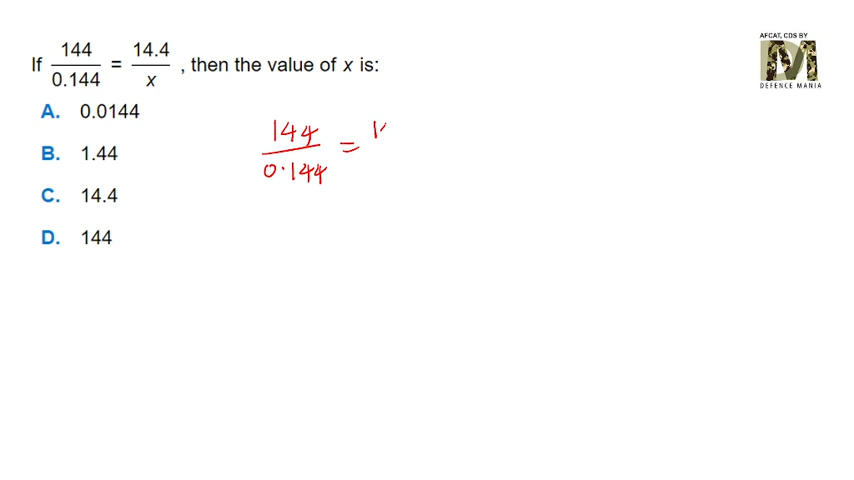 AFCAT, CDS BY
DEFENCE MANIA
If 144/0.144 = 14.4/x , then the value of x is:
A. 0.0144
B. 1.44
C. 14.4
D. 144
144/0.144 =